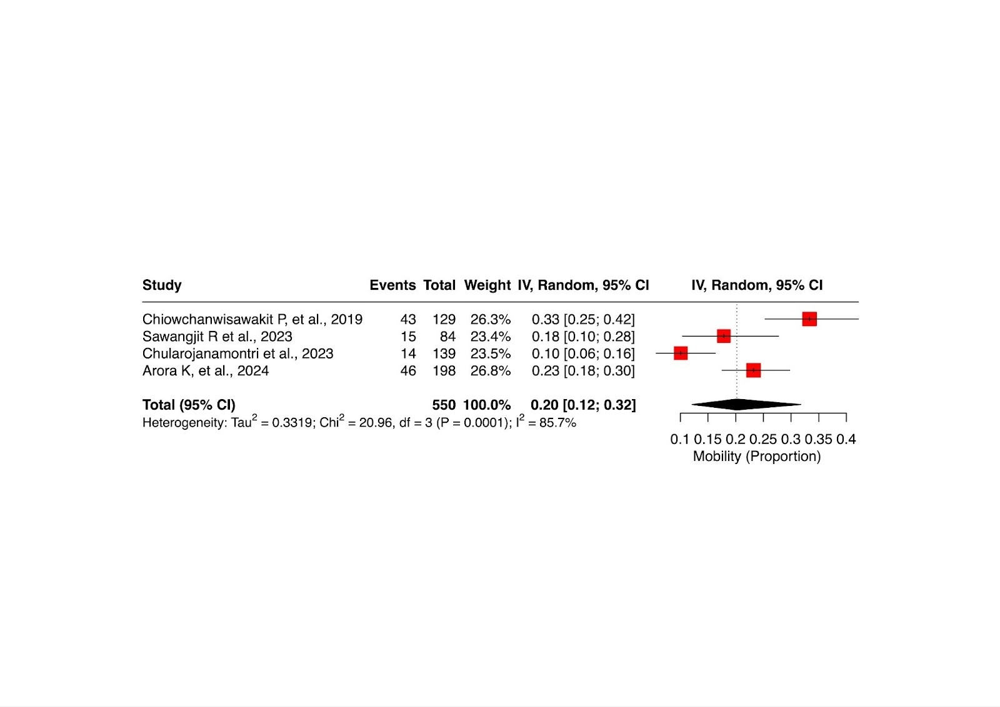 Study Events Total Weight IV, Random, 95% CI IV, Random, 95% CI
Chiowchanwisawakit P, et al., 2019 43 129 26.3% 0.33 [0.25; 0.42]
Sawangjit R et al., 2023 15 84 23.4% 0.18 [0.10; 0.28]
Chularojanamontri et al., 2023 14 139 23.5% 0.10 [0.06; 0.16]
Arora K, et al., 2024 46 198 26.8% 0.23 [0.18; 0.30]
Total (95% CI) 550 100.0% 0.20 [0.12; 0.32]
Heterogeneity: Tau² = 0.3319; Chi² = 20.96, df = 3 (P = 0.0001); I² = 85.7%
0.1 0.15 0.2 0.25 0.3 0.35 0.4
Mobility (Proportion)